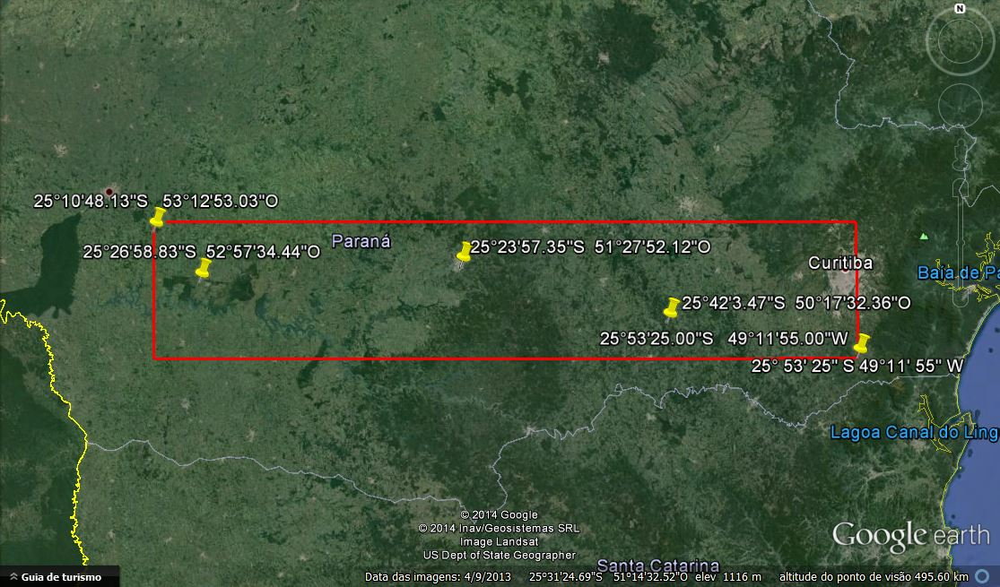 N
25°10'48.13"S 53°12'53.03"O
25°26'58.83"S 52°57'34.44"O
Paraná
25°23'57.35"S 51°27'52.12"O
Curitiba
Baia de Pa
25°42'3.47"S 50°17'32.36"O
25°53'25.00"S 49°11'55.00"W
25° 53' 25" S 49°11' 55" W
Lagoa Canal do Ling
© 2014 Google
© 2014 Inav/Geosistemas SRL
Image Landsat
US Dept of State Geographer
Google earth
Santa Catarina
Guia de turismo
Data das imagens: 4/9/2013 25°31'24.69"S 51°14'32.52"O elev 1116 m altitude do ponto de visão 495.60 km